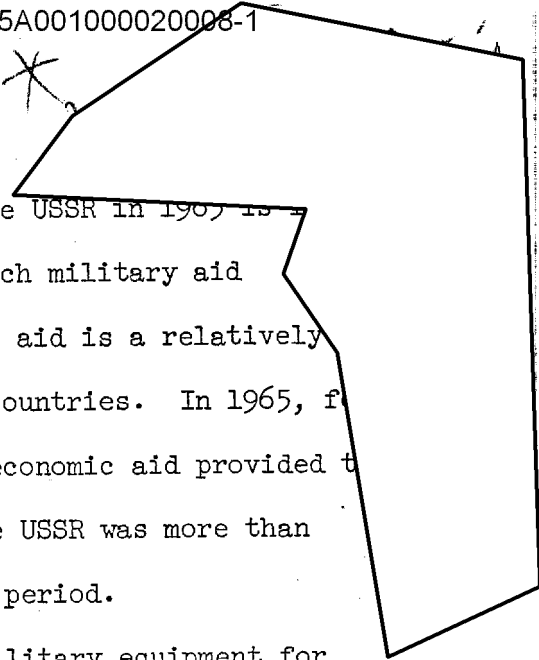 5A001000020008-1
e USSR in 1965 is
ch military aid
aid is a relatively
ountries. In 1965, f
economic aid provided t
e USSR was more than
period.
litary equipment for